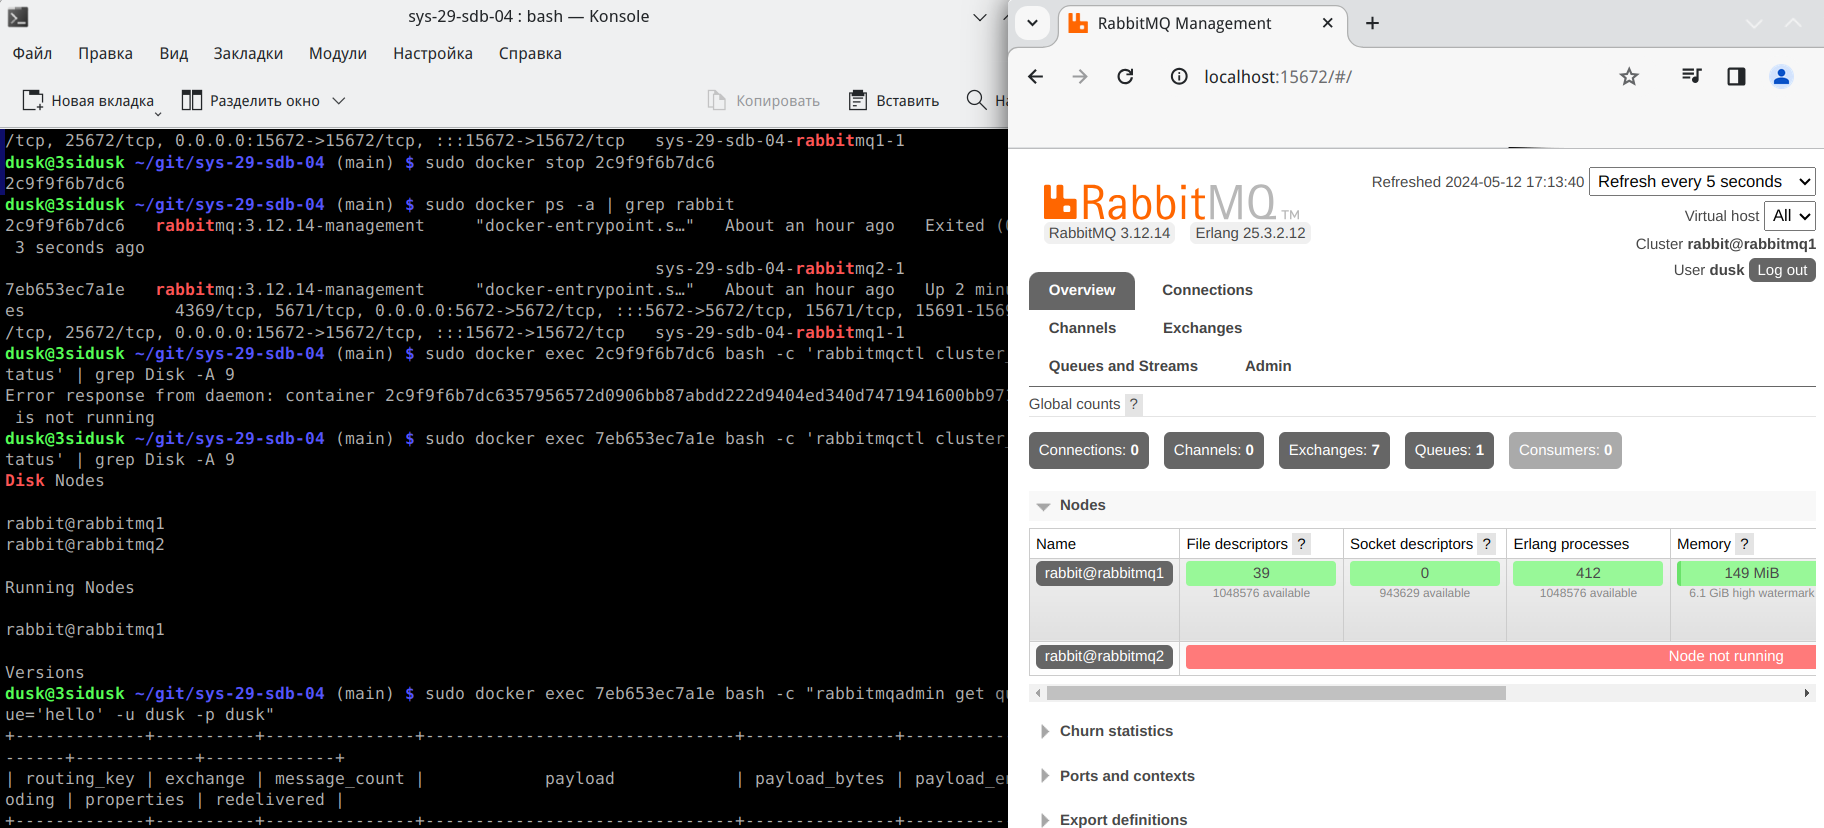 sys-29-sdb-04 : bash — Konsole
Файл Правка Вид Закладки Модули Настройка Справка
Новая вкладка Разделить окно Копировать Вставить
/tcp, 25672/tcp, 0.0.0.0:15672->15672/tcp, :::15672->15672/tcp   sys-29-sdb-04-rabbitmq1-1
dusk@3sidusk ~/git/sys-29-sdb-04 (main) $ sudo docker stop 2c9f9f6b7dc6
2c9f9f6b7dc6
dusk@3sidusk ~/git/sys-29-sdb-04 (main) $ sudo docker ps -a | grep rabbit
2c9f9f6b7dc6   rabbitmq:3.12.14-management     "docker-entrypoint.s…"   About an hour ago   Exited (
 3 seconds ago
sys-29-sdb-04-rabbitmq2-1
7eb653ec7a1e   rabbitmq:3.12.14-management     "docker-entrypoint.s…"   About an hour ago   Up 2 minu
es             4369/tcp, 5671/tcp, 0.0.0.0:5672->5672/tcp, :::5672->5672/tcp, 15671/tcp, 15691-1569
/tcp, 25672/tcp, 0.0.0.0:15672->15672/tcp, :::15672->15672/tcp   sys-29-sdb-04-rabbitmq1-1
dusk@3sidusk ~/git/sys-29-sdb-04 (main) $ sudo docker exec 2c9f9f6b7dc6 bash -c 'rabbitmqctl cluster_
tatus' | grep Disk -A 9
Error response from daemon: container 2c9f9f6b7dc6357956572d0906bb87abdd222d9404ed340d7471941600bb97
 is not running
dusk@3sidusk ~/git/sys-29-sdb-04 (main) $ sudo docker exec 7eb653ec7a1e bash -c 'rabbitmqctl cluster_
tatus' | grep Disk -A 9
Disk Nodes
rabbit@rabbitmq1
rabbit@rabbitmq2
Running Nodes
rabbit@rabbitmq1
Versions
dusk@3sidusk ~/git/sys-29-sdb-04 (main) $ sudo docker exec 7eb653ec7a1e bash -c "rabbitmqadmin get qu
ue='hello' -u dusk -p dusk"
+-------------+----------+---------------+-------------------------------+---------------+----------
------+------------+-------------+
| routing_key | exchange | message_count |            payload            | payload_bytes | payload_en
oding | properties | redelivered |
+-------------+----------+---------------+-------------------------------+---------------+----------
RabbitMQ Management
localhost:15672/#/
RabbitMQ TM
RabbitMQ 3.12.14 Erlang 25.3.2.12
Refreshed 2024-05-12 17:13:40 Refresh every 5 seconds
Virtual host All
Cluster rabbit@rabbitmq1
User dusk Log out
Overview Connections
Channels Exchanges
Queues and Streams Admin
Global counts ?
Connections: 0 Channels: 0 Exchanges: 7 Queues: 1 Consumers: 0
Nodes
Name File descriptors ? Socket descriptors ? Erlang processes Memory ?
rabbit@rabbitmq1 39 0 412 149 MiB
1048576 available 943629 available 1048576 available 6.1 GiB high watermark
rabbit@rabbitmq2 Node not running
Churn statistics
Ports and contexts
Export definitions